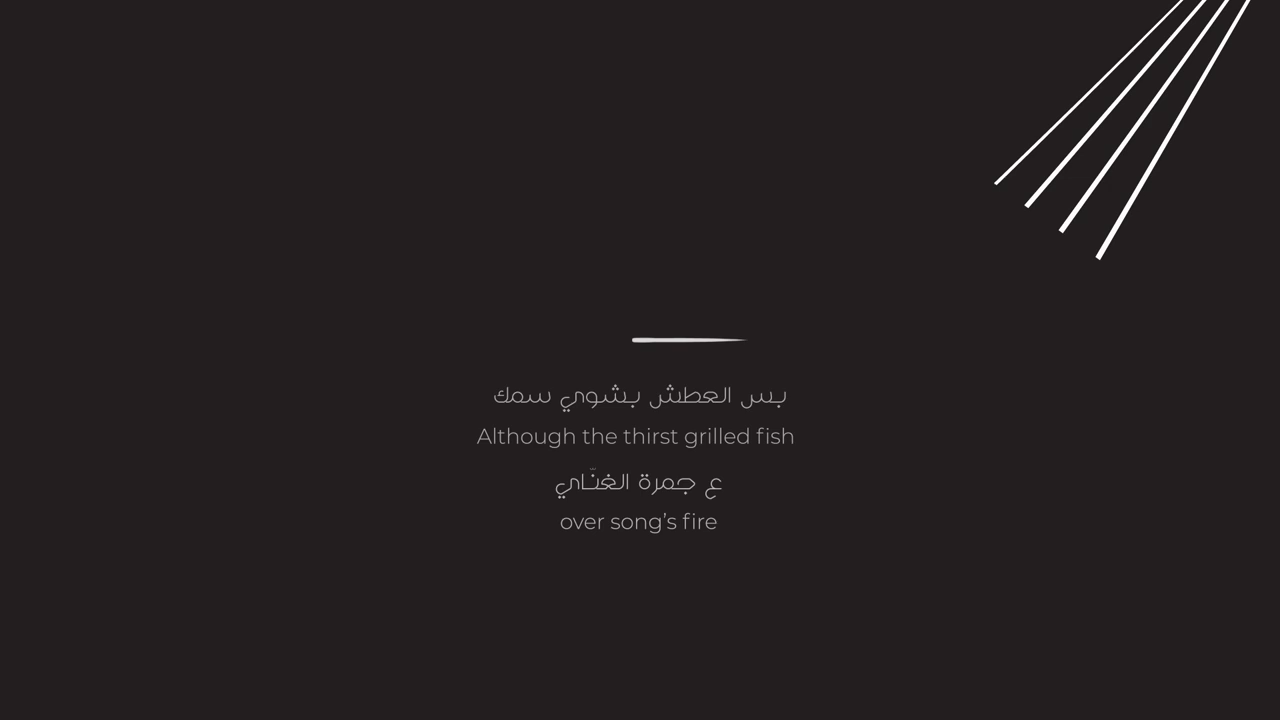 بس العطش بشوي سمك
Although the thirst grilled fish
ع جمرة الغنّاي
over song's fire